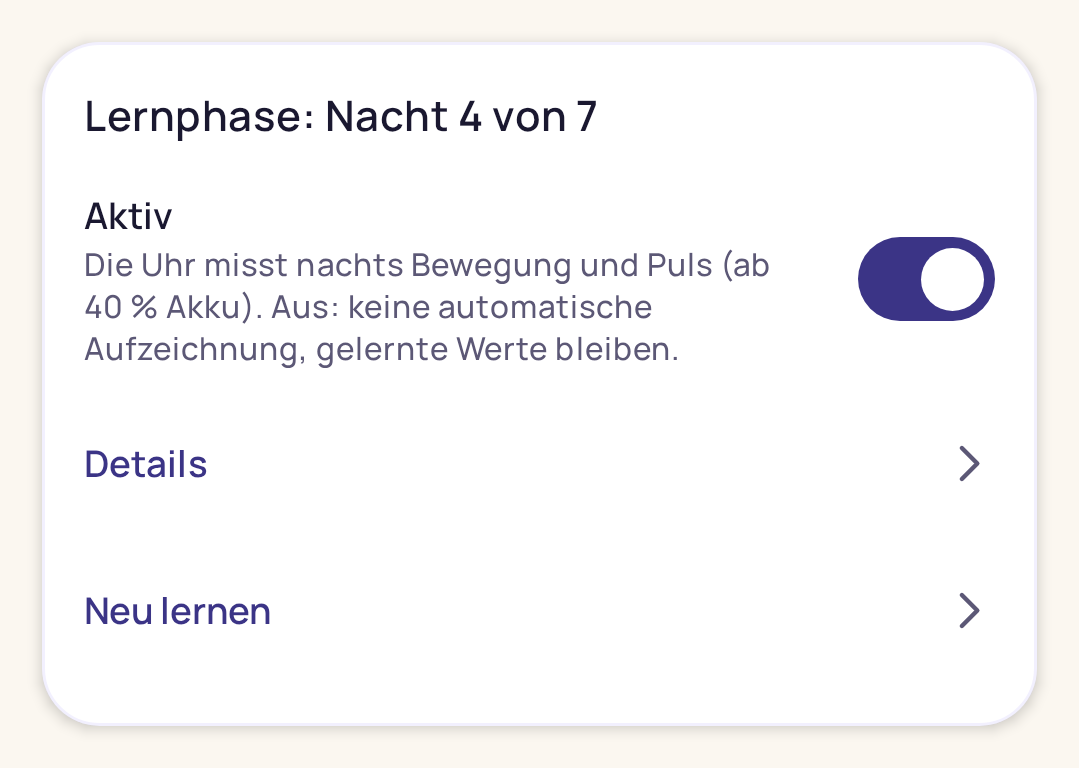 Lernphase: Nacht 4 von 7
Aktiv
Die Uhr misst nachts Bewegung und Puls (ab
40 % Akku). Aus: keine automatische
Aufzeichnung, gelernte Werte bleiben.
Details
Neu lernen